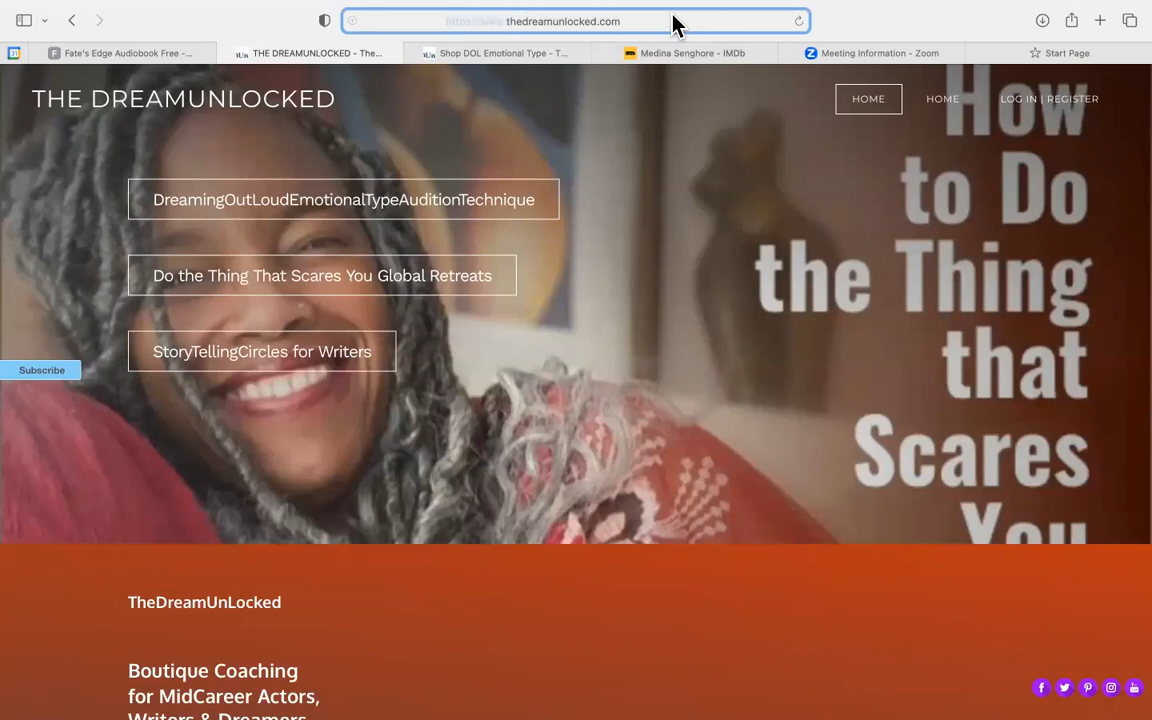 https://www.thedreamunlocked.com
Fate's Edge Audiobook Free -...
THE DREAMUNLOCKED - The...
Shop DOL Emotional Type - T...
Medina Senghore - IMDb
Meeting Information - Zoom
Start Page
THE DREAMUNLOCKED
HOME
HOME
LOG IN | REGISTER
DreamingOutLoudEmotionalTypeAuditionTechnique
Do the Thing That Scares You Global Retreats
StoryTellingCircles for Writers
Subscribe
How
to Do
the Thing
that
Scares
You
TheDreamUnLocked
Boutique Coaching
for MidCareer Actors,
Writers & Dreamers